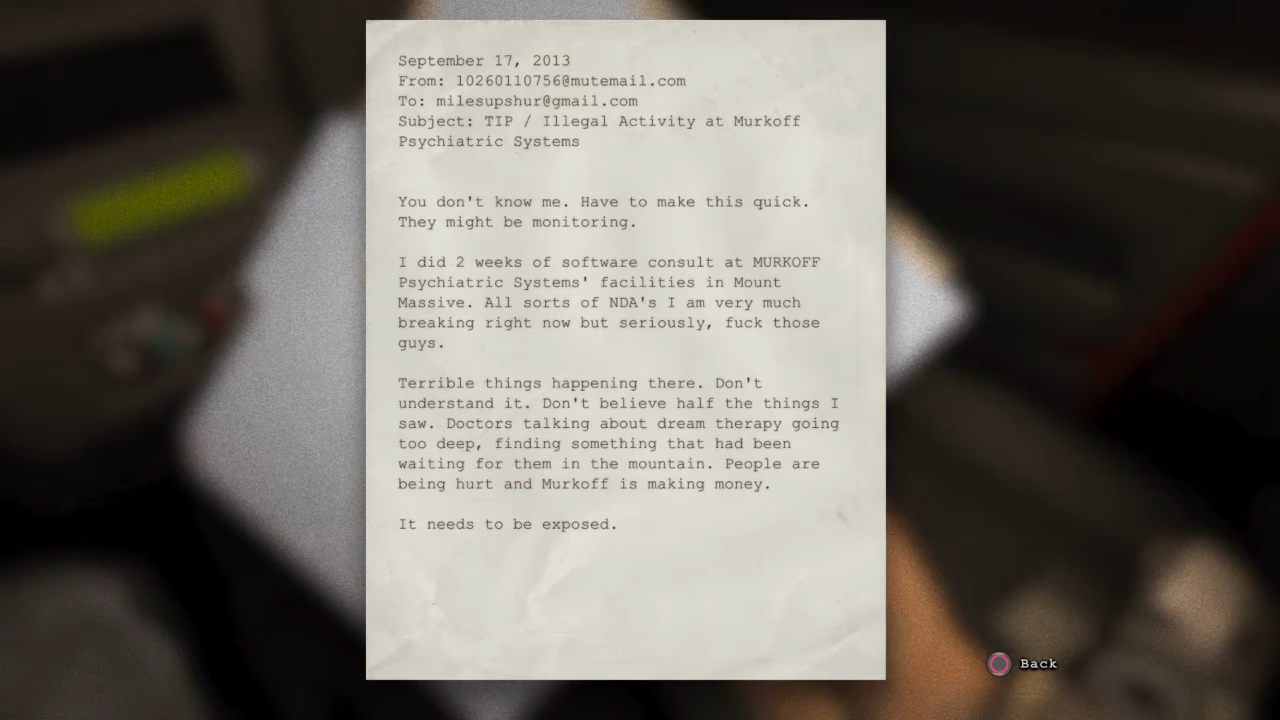 September 17, 2013
From: 10260110756@mutemail.com
To: milesupshur@gmail.com
Subject: TIP / Illegal Activity at Murkoff
Psychiatric Systems
You don't know me. Have to make this quick.
They might be monitoring.
I did 2 weeks of software consult at MURKOFF
Psychiatric Systems' facilities in Mount
Massive. All sorts of NDA's I am very much
breaking right now but seriously, fuck those
guys.
Terrible things happening there. Don't
understand it. Don't believe half the things I
saw. Doctors talking about dream therapy going
too deep, finding something that had been
waiting for them in the mountain. People are
being hurt and Murkoff is making money.
It needs to be exposed.
Back